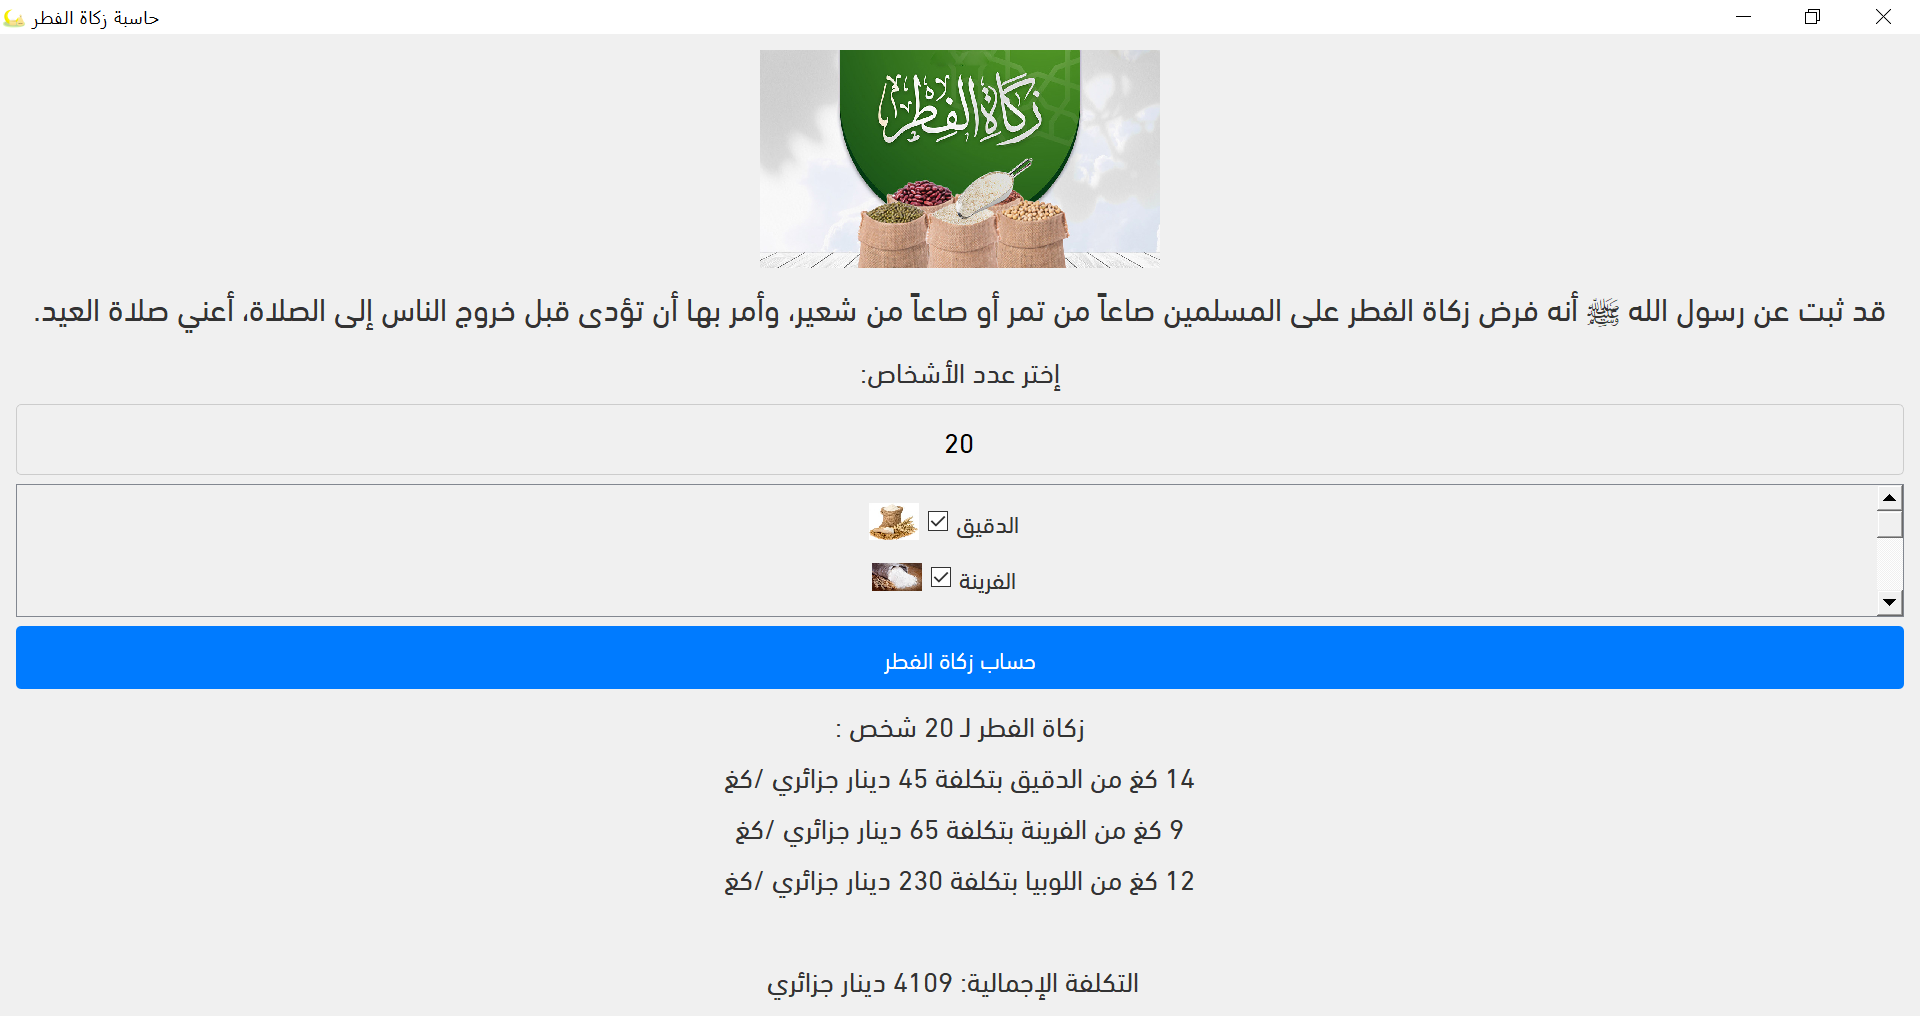 حاسبة زكاة الفطر
زكاة الفطر
قد ثبت عن رسول الله ﷺ أنه فرض زكاة الفطر على المسلمين صاعاً من تمر أو صاعاً من شعير، وأمر بها أن تؤدى قبل خروج الناس إلى الصلاة، أعني صلاة العيد.
إختر عدد الأشخاص:
20
الدقيق
الفرينة
حساب زكاة الفطر
زكاة الفطر لـ 20 شخص :
14 كغ من الدقيق بتكلفة 45 دينار جزائري /كغ
9 كغ من الفرينة بتكلفة 65 دينار جزائري /كغ
12 كغ من اللوبيا بتكلفة 230 دينار جزائري /كغ
التكلفة الإجمالية: 4109 دينار جزائري